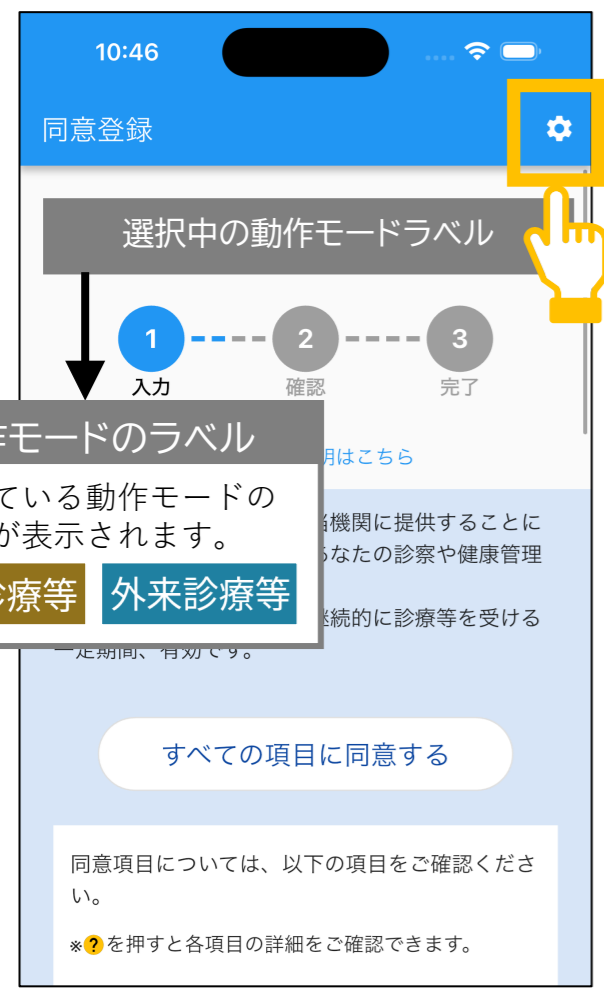 10:46
同意登録
選択中の動作モードラベル
1
2
3
入力
確認
完了
モードのラベル
ている動作モードの
が表示されます。
療等
外来診療等
はこちら
機関に提供することに
なたの診察や健康管理
続的に診療等を受ける
一定期間、有効です。
すべての項目に同意する
同意項目については、以下の項目をご確認くださ
い。
※?を押すと各項目の詳細をご確認できます。